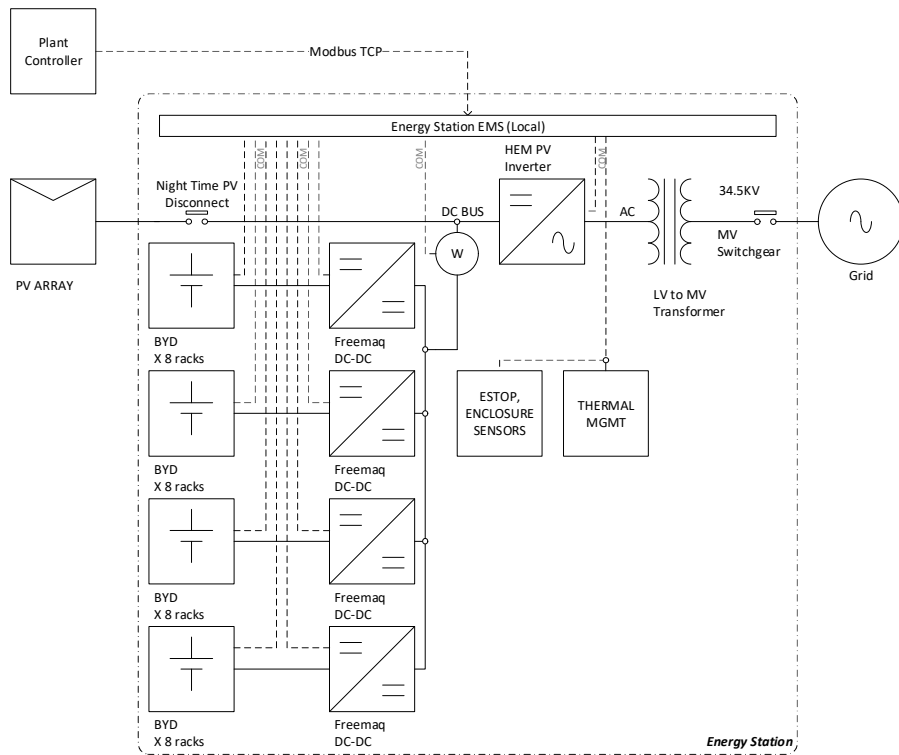 Plant
Controller
Modbus TCP
Energy Station EMS (Local)
COM
COM
COM
COM
HEM PV
Inverter
Night Time PV
Disconnect
DC BUS
AC
34.5KV
W
MV
Switchgear
PV ARRAY
Grid
LV to MV
Transformer
BYD
X 8 racks
Freemaq
DC-DC
ESTOP,
ENCLOSURE
SENSORS
THERMAL
MGMT
BYD
X 8 racks
Freemaq
DC-DC
BYD
X 8 racks
Freemaq
DC-DC
BYD
X 8 racks
Freemaq
DC-DC
Energy Station